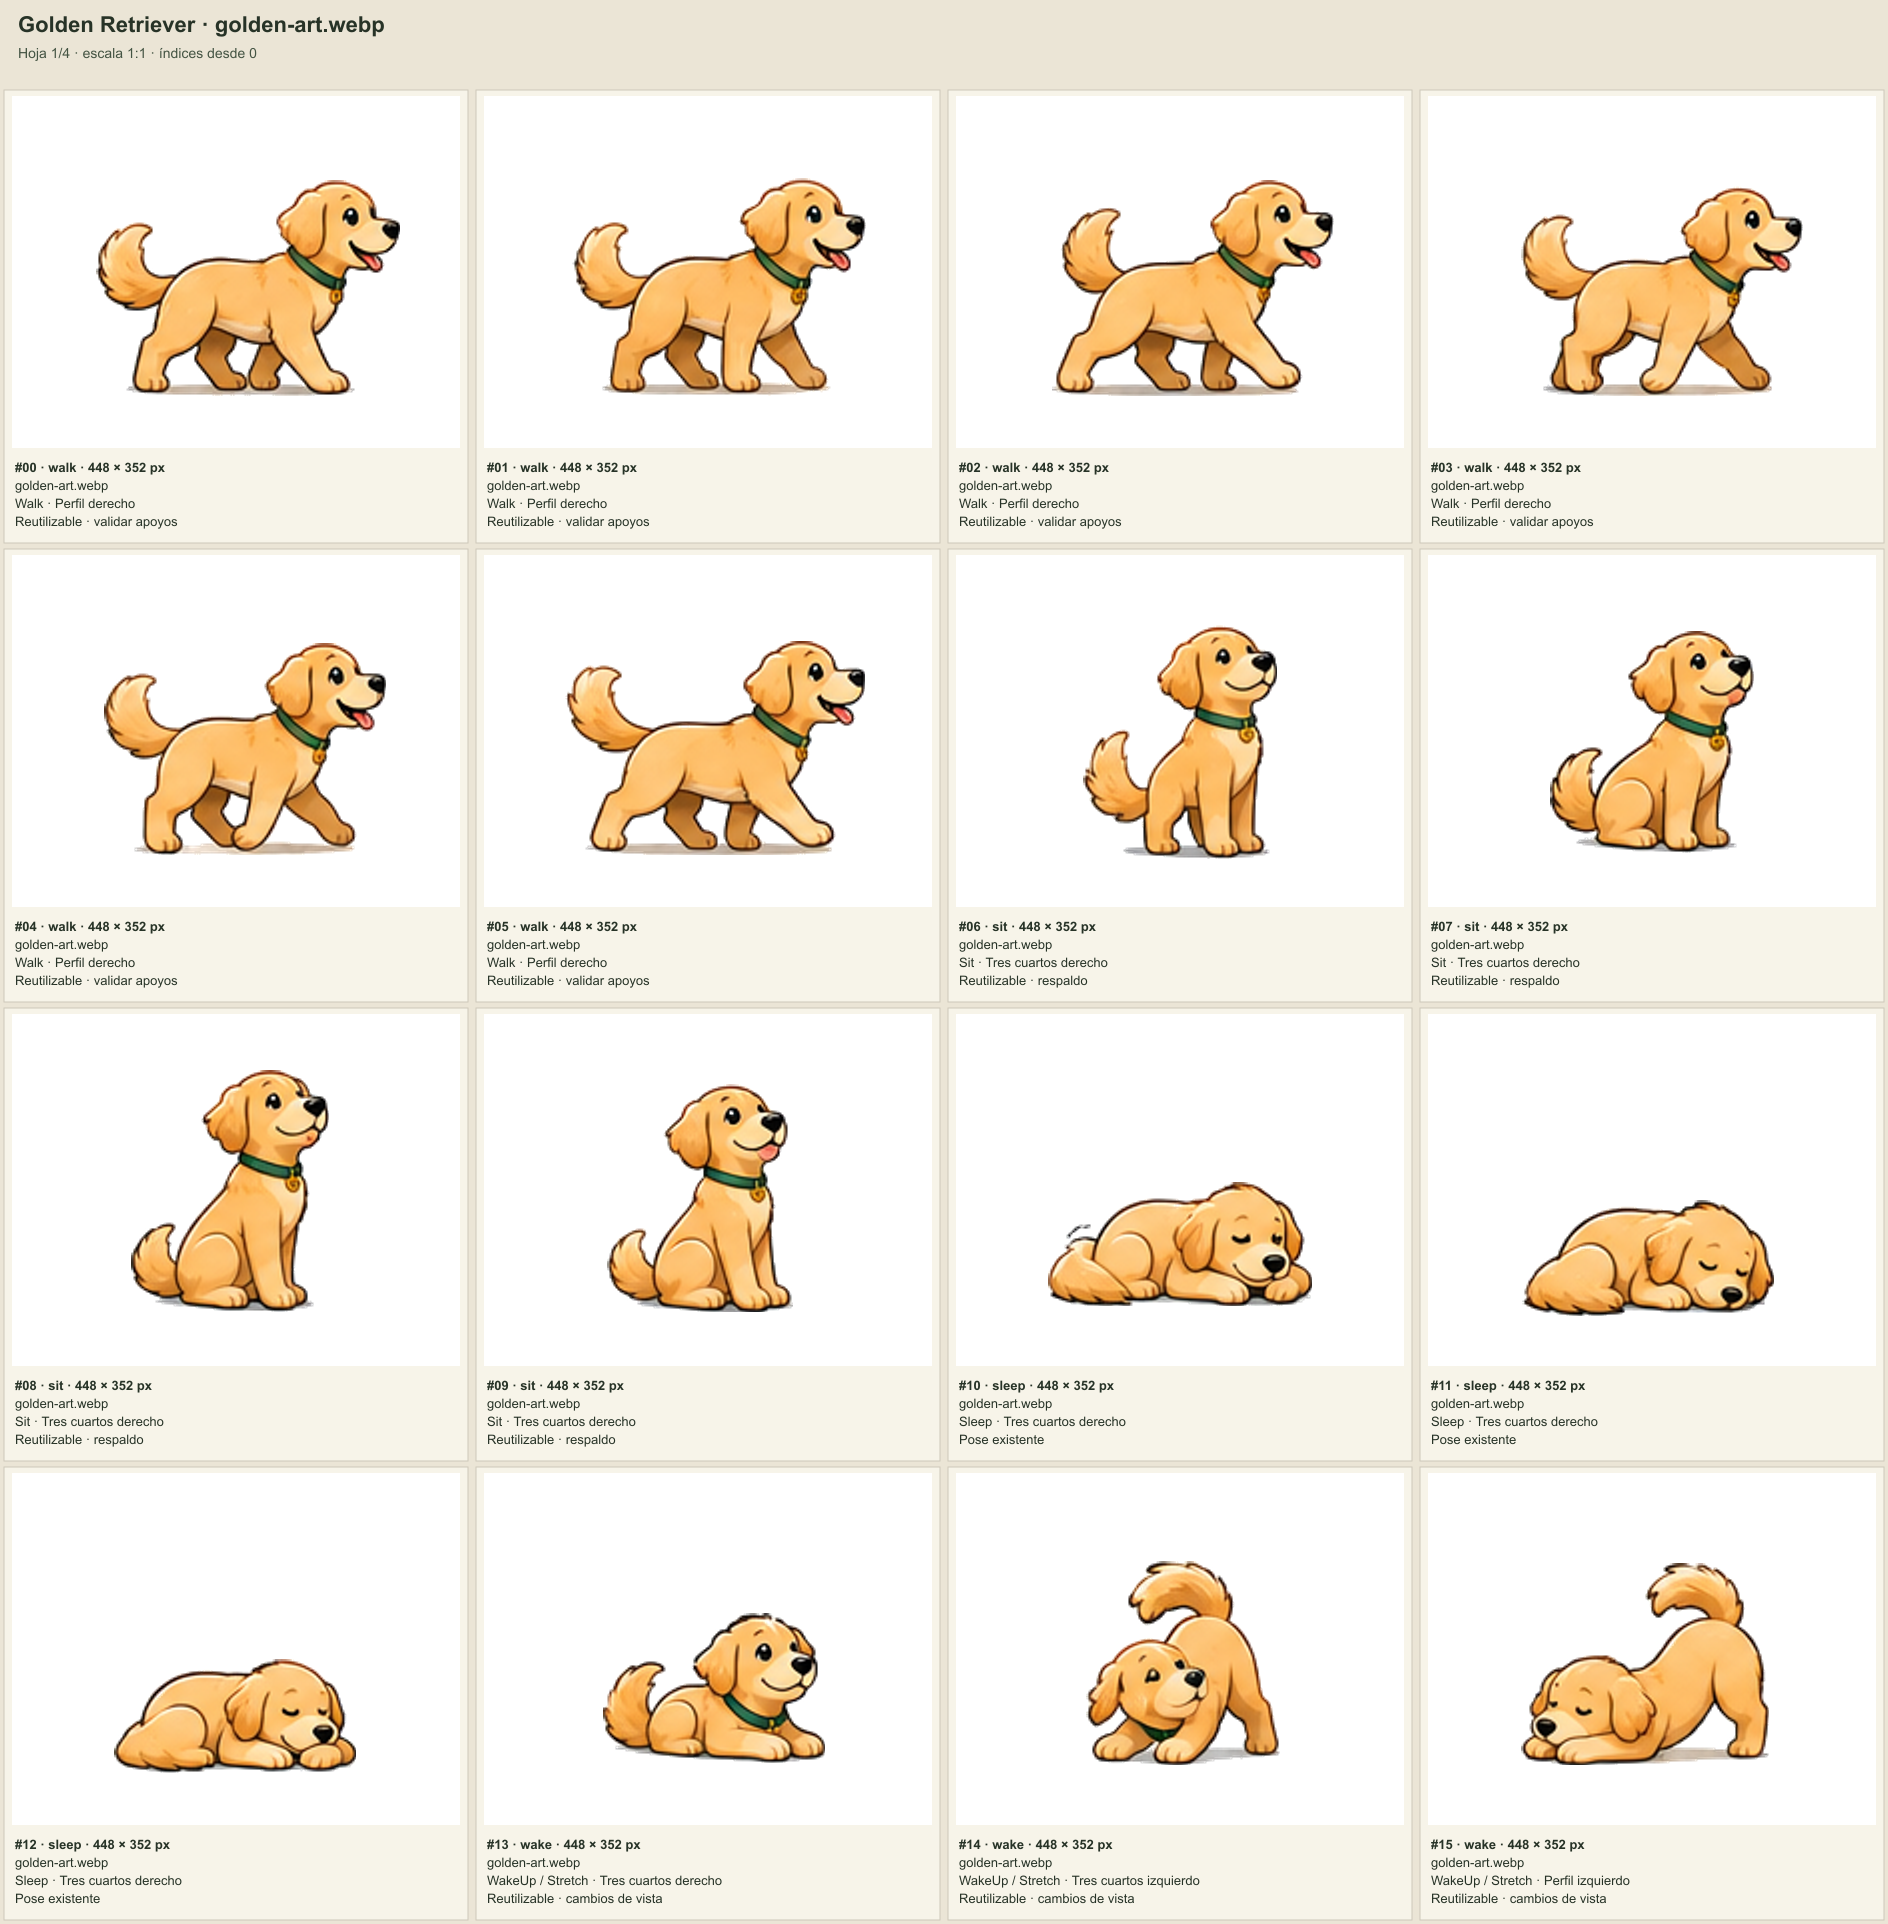 Golden Retriever · golden-art.webp
Hoja 1/4 · escala 1:1 · índices desde 0
#00 · walk · 448 × 352 px
golden-art.webp
Walk · Perfil derecho
Reutilizable · validar apoyos
#01 · walk · 448 × 352 px
golden-art.webp
Walk · Perfil derecho
Reutilizable · validar apoyos
#02 · walk · 448 × 352 px
golden-art.webp
Walk · Perfil derecho
Reutilizable · validar apoyos
#03 · walk · 448 × 352 px
golden-art.webp
Walk · Perfil derecho
Reutilizable · validar apoyos
#04 · walk · 448 × 352 px
golden-art.webp
Walk · Perfil derecho
Reutilizable · validar apoyos
#05 · walk · 448 × 352 px
golden-art.webp
Walk · Perfil derecho
Reutilizable · validar apoyos
#06 · sit · 448 × 352 px
golden-art.webp
Sit · Tres cuartos derecho
Reutilizable · respaldo
#07 · sit · 448 × 352 px
golden-art.webp
Sit · Tres cuartos derecho
Reutilizable · respaldo
#08 · sit · 448 × 352 px
golden-art.webp
Sit · Tres cuartos derecho
Reutilizable · respaldo
#09 · sit · 448 × 352 px
golden-art.webp
Sit · Tres cuartos derecho
Reutilizable · respaldo
#10 · sleep · 448 × 352 px
golden-art.webp
Sleep · Tres cuartos derecho
Pose existente
#11 · sleep · 448 × 352 px
golden-art.webp
Sleep · Tres cuartos derecho
Pose existente
#12 · sleep · 448 × 352 px
golden-art.webp
Sleep · Tres cuartos derecho
Pose existente
#13 · wake · 448 × 352 px
golden-art.webp
WakeUp / Stretch · Tres cuartos derecho
Reutilizable · cambios de vista
#14 · wake · 448 × 352 px
golden-art.webp
WakeUp / Stretch · Tres cuartos izquierdo
Reutilizable · cambios de vista
#15 · wake · 448 × 352 px
golden-art.webp
WakeUp / Stretch · Perfil izquierdo
Reutilizable · cambios de vista